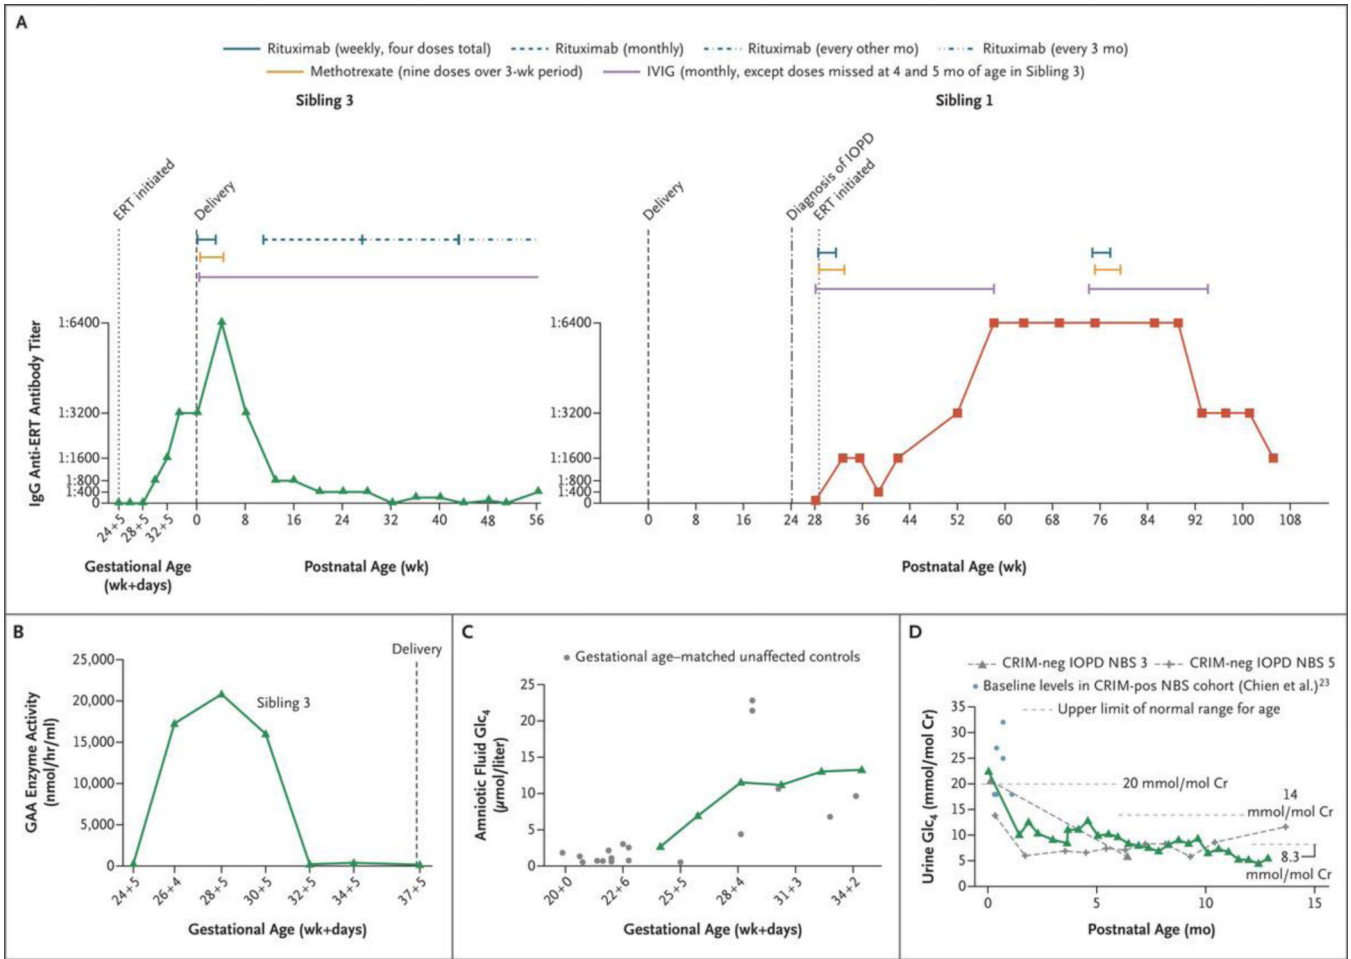 A
Rituximab (weekly, four doses total) Rituximab (monthly) Rituximab (every other mo) Rituximab (every 3 mo)
Methotrexate (nine doses over 3-wk period) IVIG (monthly, except doses missed at 4 and 5 mo of age in Sibling 3)
Sibling 3
ERT initiated
Delivery
IgG Anti-ERT Antibody Titer
1:6400
1:3200
1:1600
1:800
1:400
0
24+5 28+5 32+5 0 8 16 24 32 40 48 56
Gestational Age
(wk+days)
Postnatal Age (wk)
Sibling 1
Delivery
Diagnosis of IOPD
ERT initiated
1:6400
1:3200
1:1600
1:800
1:400
0
0 8 16 24 28 36 44 52 60 68 76 84 92 100 108
Postnatal Age (wk)
B
Delivery
Sibling 3
GAA Enzyme Activity
(nmol/hr/ml)
25,000
20,000
15,000
10,000
5,000
0
24+5 26+4 28+5 30+5 32+5 34+5 37+5
Gestational Age (wk+days)
C
Gestational age–matched unaffected controls
Amniotic Fluid Glc4
(µmol/liter)
25
20
15
10
5
0
20+0 22+6 25+5 28+4 31+3 34+2
Gestational Age (wk+days)
D
CRIM-neg IOPD NBS 3 CRIM-neg IOPD NBS 5
Baseline levels in CRIM-pos NBS cohort (Chien et al.)23
Upper limit of normal range for age
Urine Glc4 (mmol/mol Cr)
35
30
25
20
15
10
5
0
20 mmol/mol Cr
14
mmol/mol Cr
8.3
mmol/mol Cr
0 5 10 15
Postnatal Age (mo)